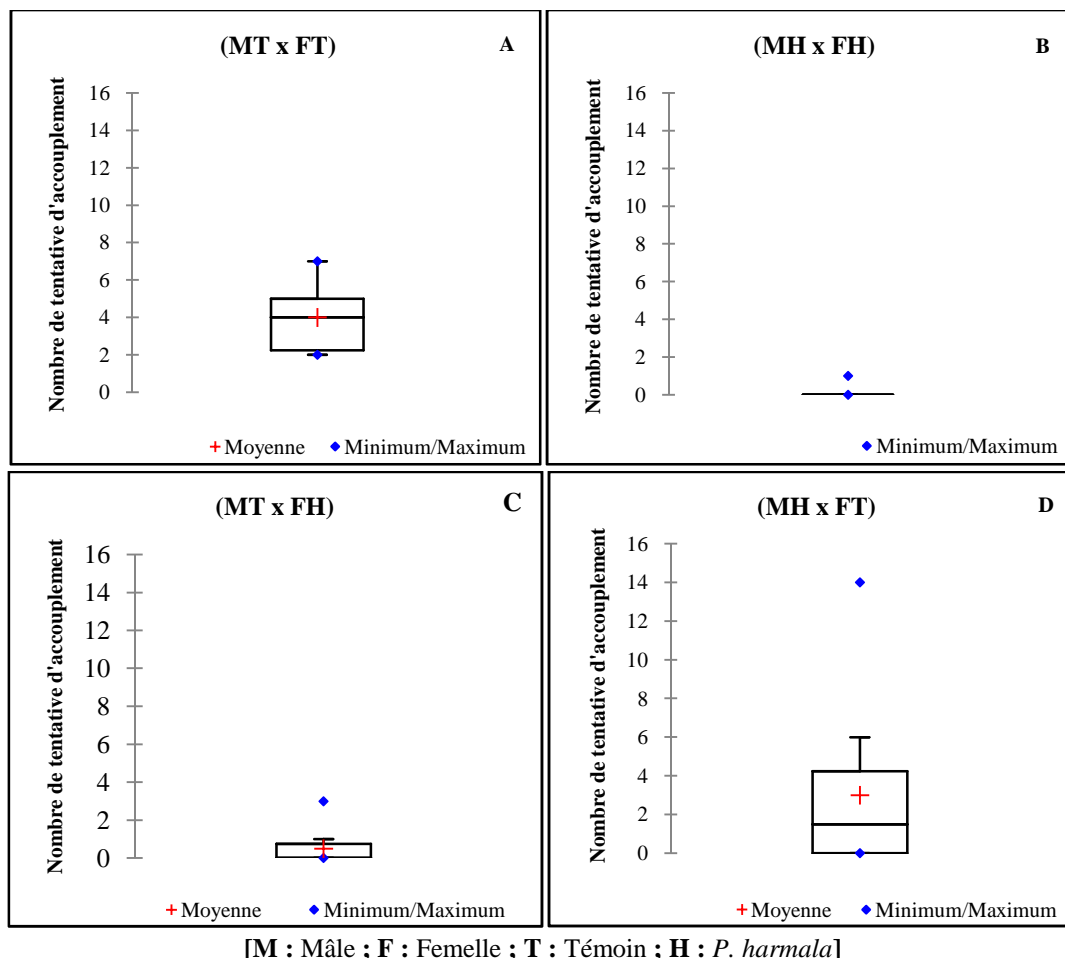 (MT x FT)
A
Nombre de tentative d'accouplement
16
14
12
10
8
6
4
2
0
Moyenne
Minimum/Maximum
(MH x FH)
B
Nombre de tentative d'accouplement
16
14
12
10
8
6
4
2
0
Minimum/Maximum
(MT x FH)
C
Nombre de tentative d'accouplement
16
14
12
10
8
6
4
2
0
Moyenne
Minimum/Maximum
(MH x FT)
D
Nombre de tentative d'accouplement
16
14
12
10
8
6
4
2
0
Moyenne
Minimum/Maximum
[M : Mâle ; F : Femelle ; T : Témoin ; H : P. harmala]